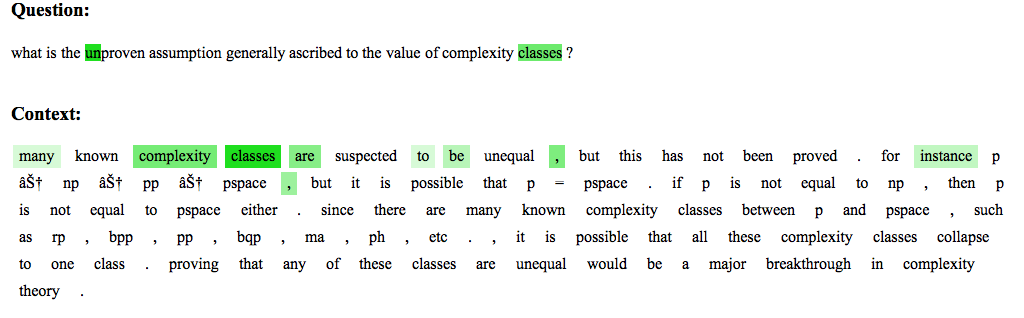 Question:
what is the unproven assumption generally ascribed to the value of complexity classes ?
Context:
many known complexity classes are suspected to be unequal , but this has not been proved . for instance p
âŠ† np âŠ† pp âŠ† pspace , but it is possible that p = pspace . if p is not equal to np , then p
is not equal to pspace either . since there are many known complexity classes between p and pspace , such
as rp , bpp , pp , bqp , ma , ph , etc . , it is possible that all these complexity classes collapse
to one class . proving that any of these classes are unequal would be a major breakthrough in complexity
theory .